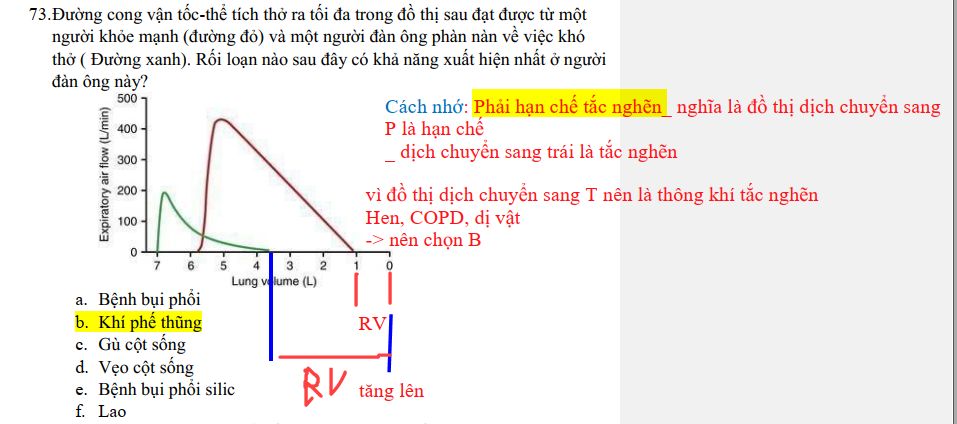 73.Đường cong vận tốc-thể tích thở ra tối đa trong đồ thị sau đạt được từ một
người khỏe mạnh (đường đỏ) và một người đàn ông phàn nàn về việc khó
thở ( Đường xanh). Rối loạn nào sau đây có khả năng xuất hiện nhất ở người
đàn ông này?
Cách nhớ: Phải hạn chế tắc nghẽn_ nghĩa là đồ thị dịch chuyển sang
P là hạn chế
_ dịch chuyển sang trái là tắc nghẽn
vì đồ thị dịch chuyển sang T nên là thông khí tắc nghẽn
Hen, COPD, dị vật
-> nên chọn B
Expiratory air flow (L/min)
500
400
300
200
100
0
7 6 5 4 3 2 1 0
Lung volume (L)
a. Bệnh bụi phổi
b. Khí phế thũng
c. Gù cột sống
d. Vẹo cột sống
e. Bệnh bụi phổi silic
f. Lao
RV
RV tăng lên